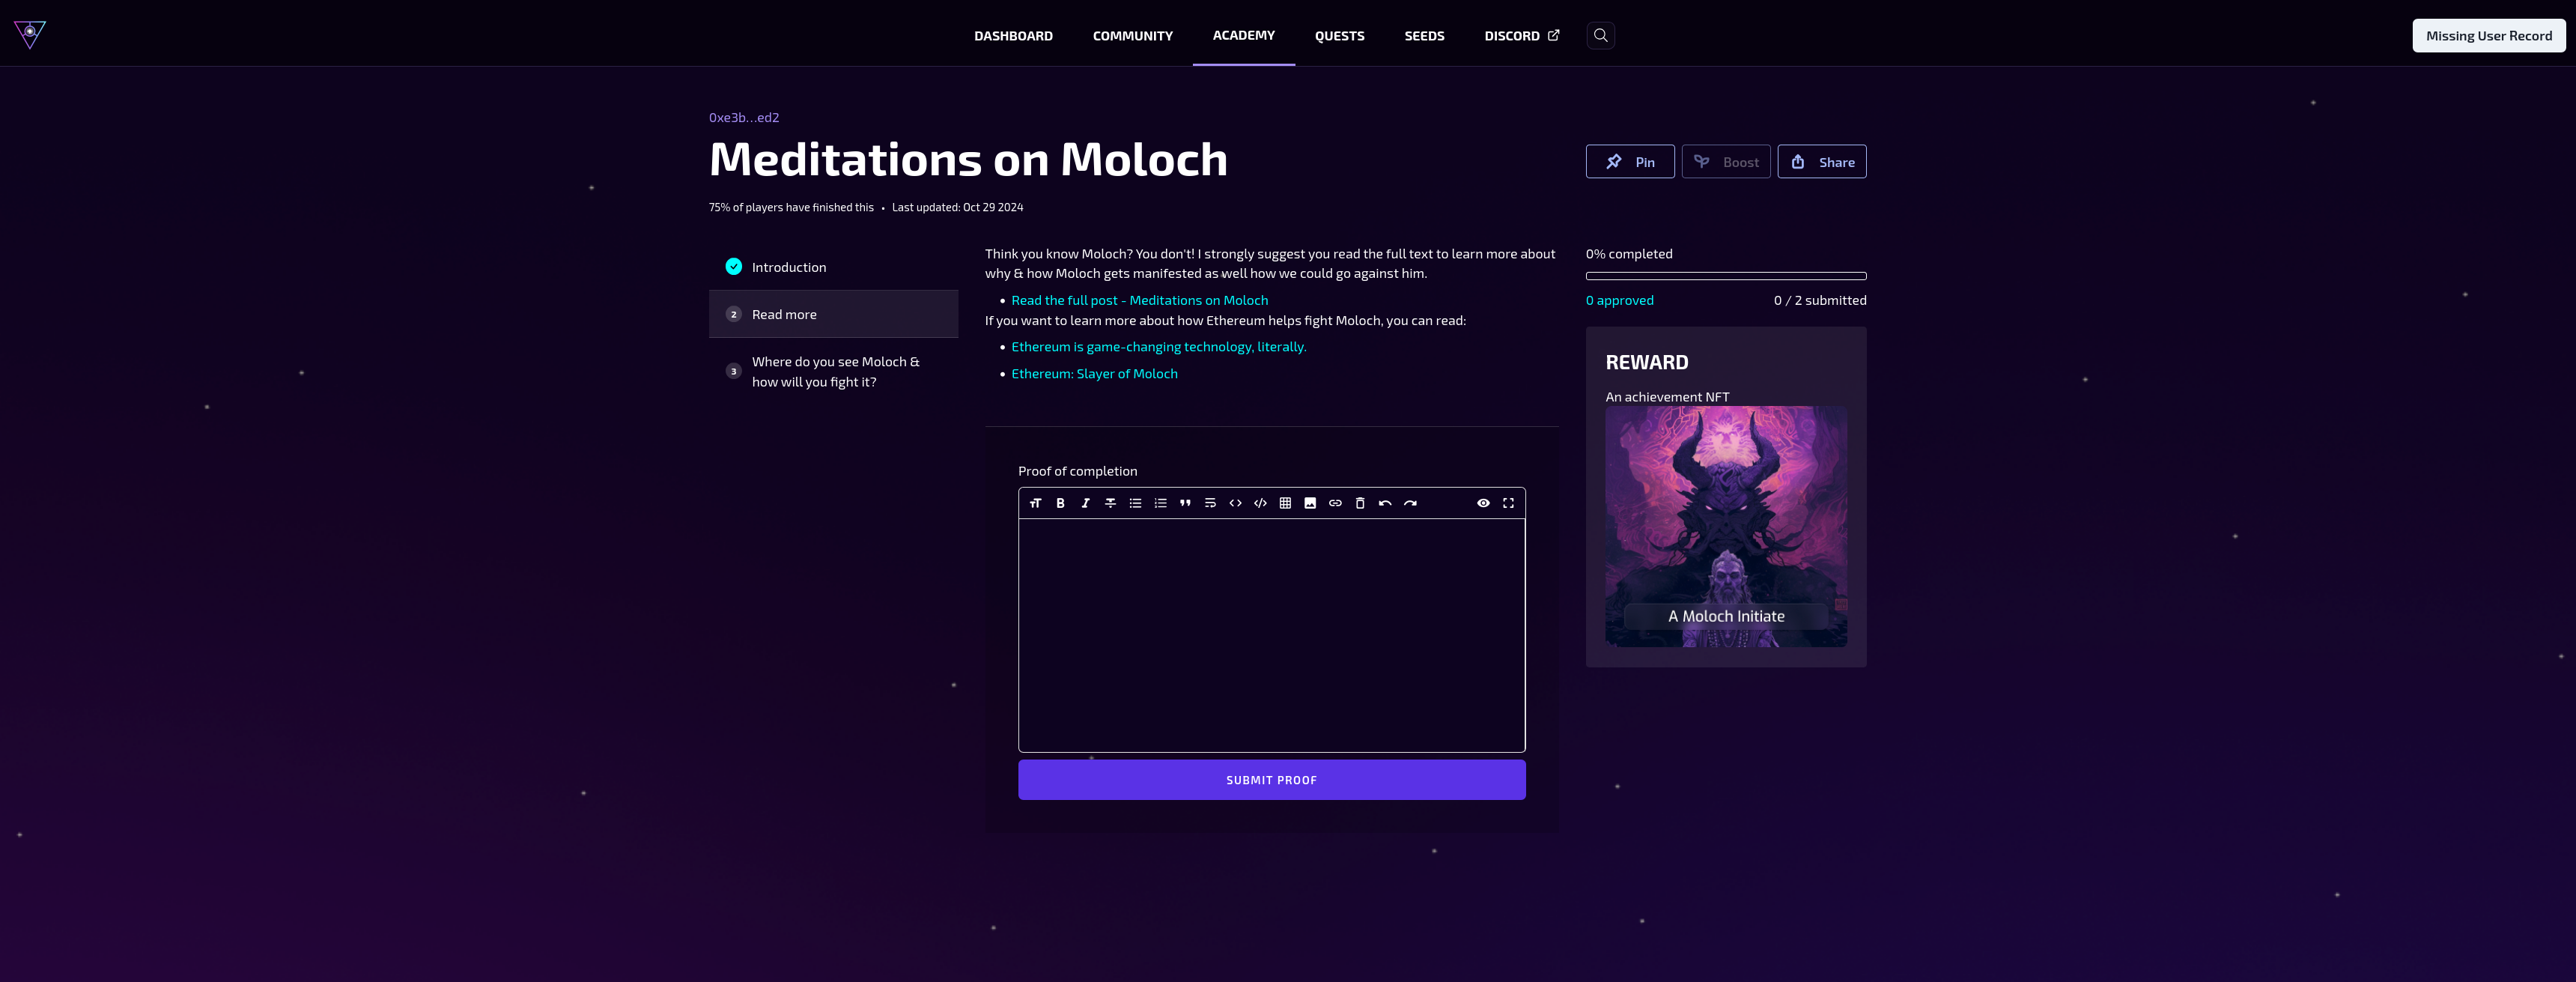 DASHBOARD COMMUNITY ACADEMY QUESTS SEEDS DISCORD
Missing User Record
0xe3b...ed2
Meditations on Moloch
Pin Boost Share
75% of players have finished this • Last updated: Oct 29 2024
Introduction
2 Read more
3 Where do you see Moloch &
how will you fight it?
Think you know Moloch? You don't! I strongly suggest you read the full text to learn more about
why & how Moloch gets manifested as well how we could go against him.
• Read the full post - Meditations on Moloch
If you want to learn more about how Ethereum helps fight Moloch, you can read:
• Ethereum is game-changing technology, literally.
• Ethereum: Slayer of Moloch
Proof of completion
SUBMIT PROOF
0% completed
0 approved 0 / 2 submitted
REWARD
An achievement NFT
A Moloch Initiate